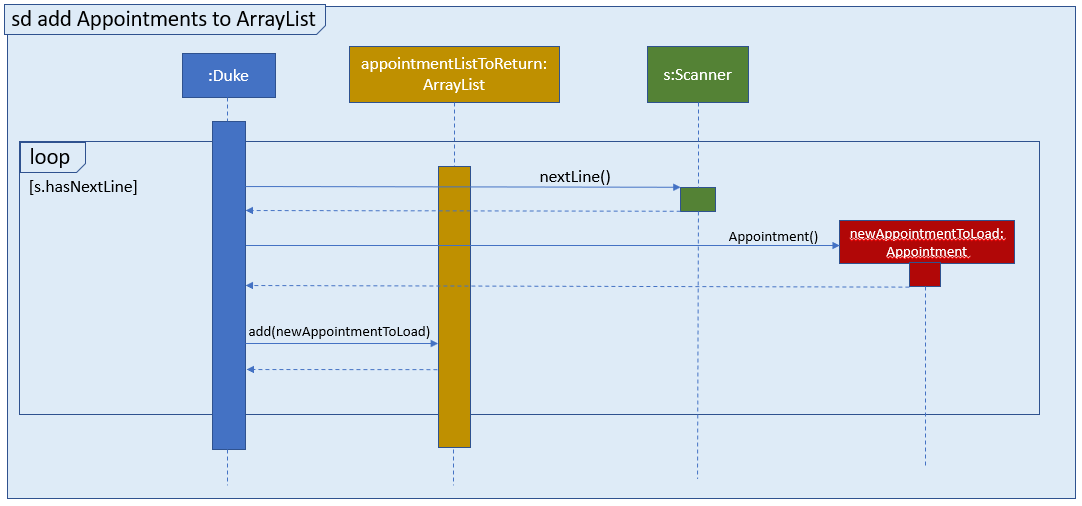 sd add Appointments to ArrayList
:Duke
appointmentListToReturn:
ArrayList
s:Scanner
loop
[s.hasNextLine]
nextLine()
Appointment()
newAppointmentToLoad:
Appointment
add(newAppointmentToLoad)